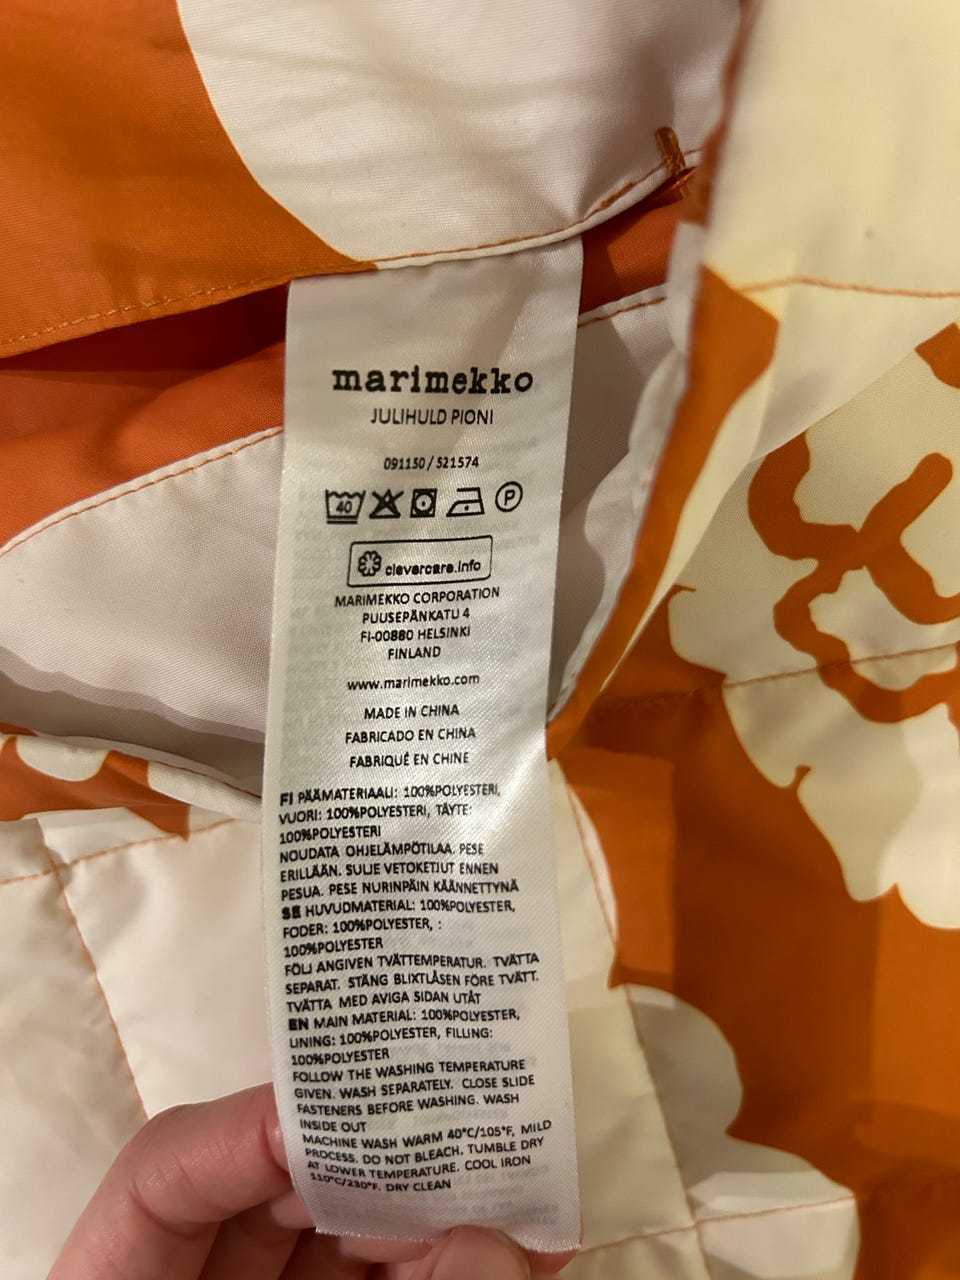 marimekko
JULIHULD PIONI
091150 / 521574
40 P
clevercare.info
MARIMEKKO CORPORATION
PUUSEPÄNKATU 4
FI-00880 HELSINKI
FINLAND
www.marimekko.com
MADE IN CHINA
FABRICADO EN CHINA
FABRIQUÉ EN CHINE
FI PÄÄMATERIAALI: 100%POLYESTERI,
VUORI: 100%POLYESTERI, TÄYTE:
100%POLYESTERI
NOUDATA OHJELÄMPÖTILAA. PESE
ERILLÄÄN. SULJE VETOKETJUT ENNEN
PESUA. PESE NURINPÄIN KÄÄNNETTYNÄ
SE HUVUDMATERIAL: 100%POLYESTER,
FODER: 100%POLYESTER, :
100%POLYESTER
FÖLJ ANGIVEN TVÄTTEMPERATUR. TVÄTTA
SEPARAT. STÄNG BLIXTLÅSEN FÖRE TVÄTT.
TVÄTTA MED AVIGA SIDAN UTÅT
EN MAIN MATERIAL: 100%POLYESTER,
LINING: 100%POLYESTER, FILLING:
100%POLYESTER
FOLLOW THE WASHING TEMPERATURE
GIVEN. WASH SEPARATELY. CLOSE SLIDE
FASTENERS BEFORE WASHING. WASH
INSIDE OUT
MACHINE WASH WARM 40°C/105°F, MILD
PROCESS. DO NOT BLEACH. TUMBLE DRY
AT LOWER TEMPERATURE. COOL IRON
110°C/230°F. DRY CLEAN